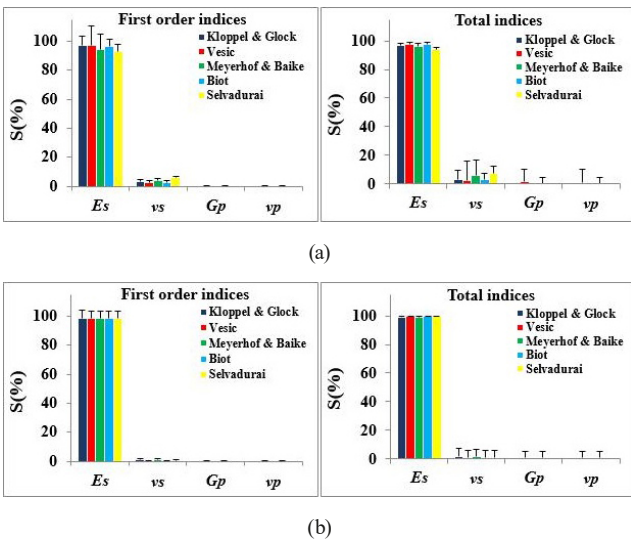 First order indices
Total indices
100
80
60
40
20
0
S(%)
Kloppel & Glock
Vesic
Meyerhof & Baike
Biot
Selvadurai
Es vs Gp vp
100
80
60
40
20
0
S(%)
Kloppel & Glock
Vesic
Meyerhof & Baike
Biot
Selvadurai
Es vs Gp vp
(a)
First order indices
Total indices
100
80
60
40
20
0
S(%)
Kloppel & Glock
Vesic
Meyerhof & Baike
Biot
Selvadurai
Es vs Gp vp
100
80
60
40
20
0
S(%)
Kloppel & Glock
Vesic
Meyerhof & Baike
Biot
Selvadurai
Es vs Gp vp
(b)